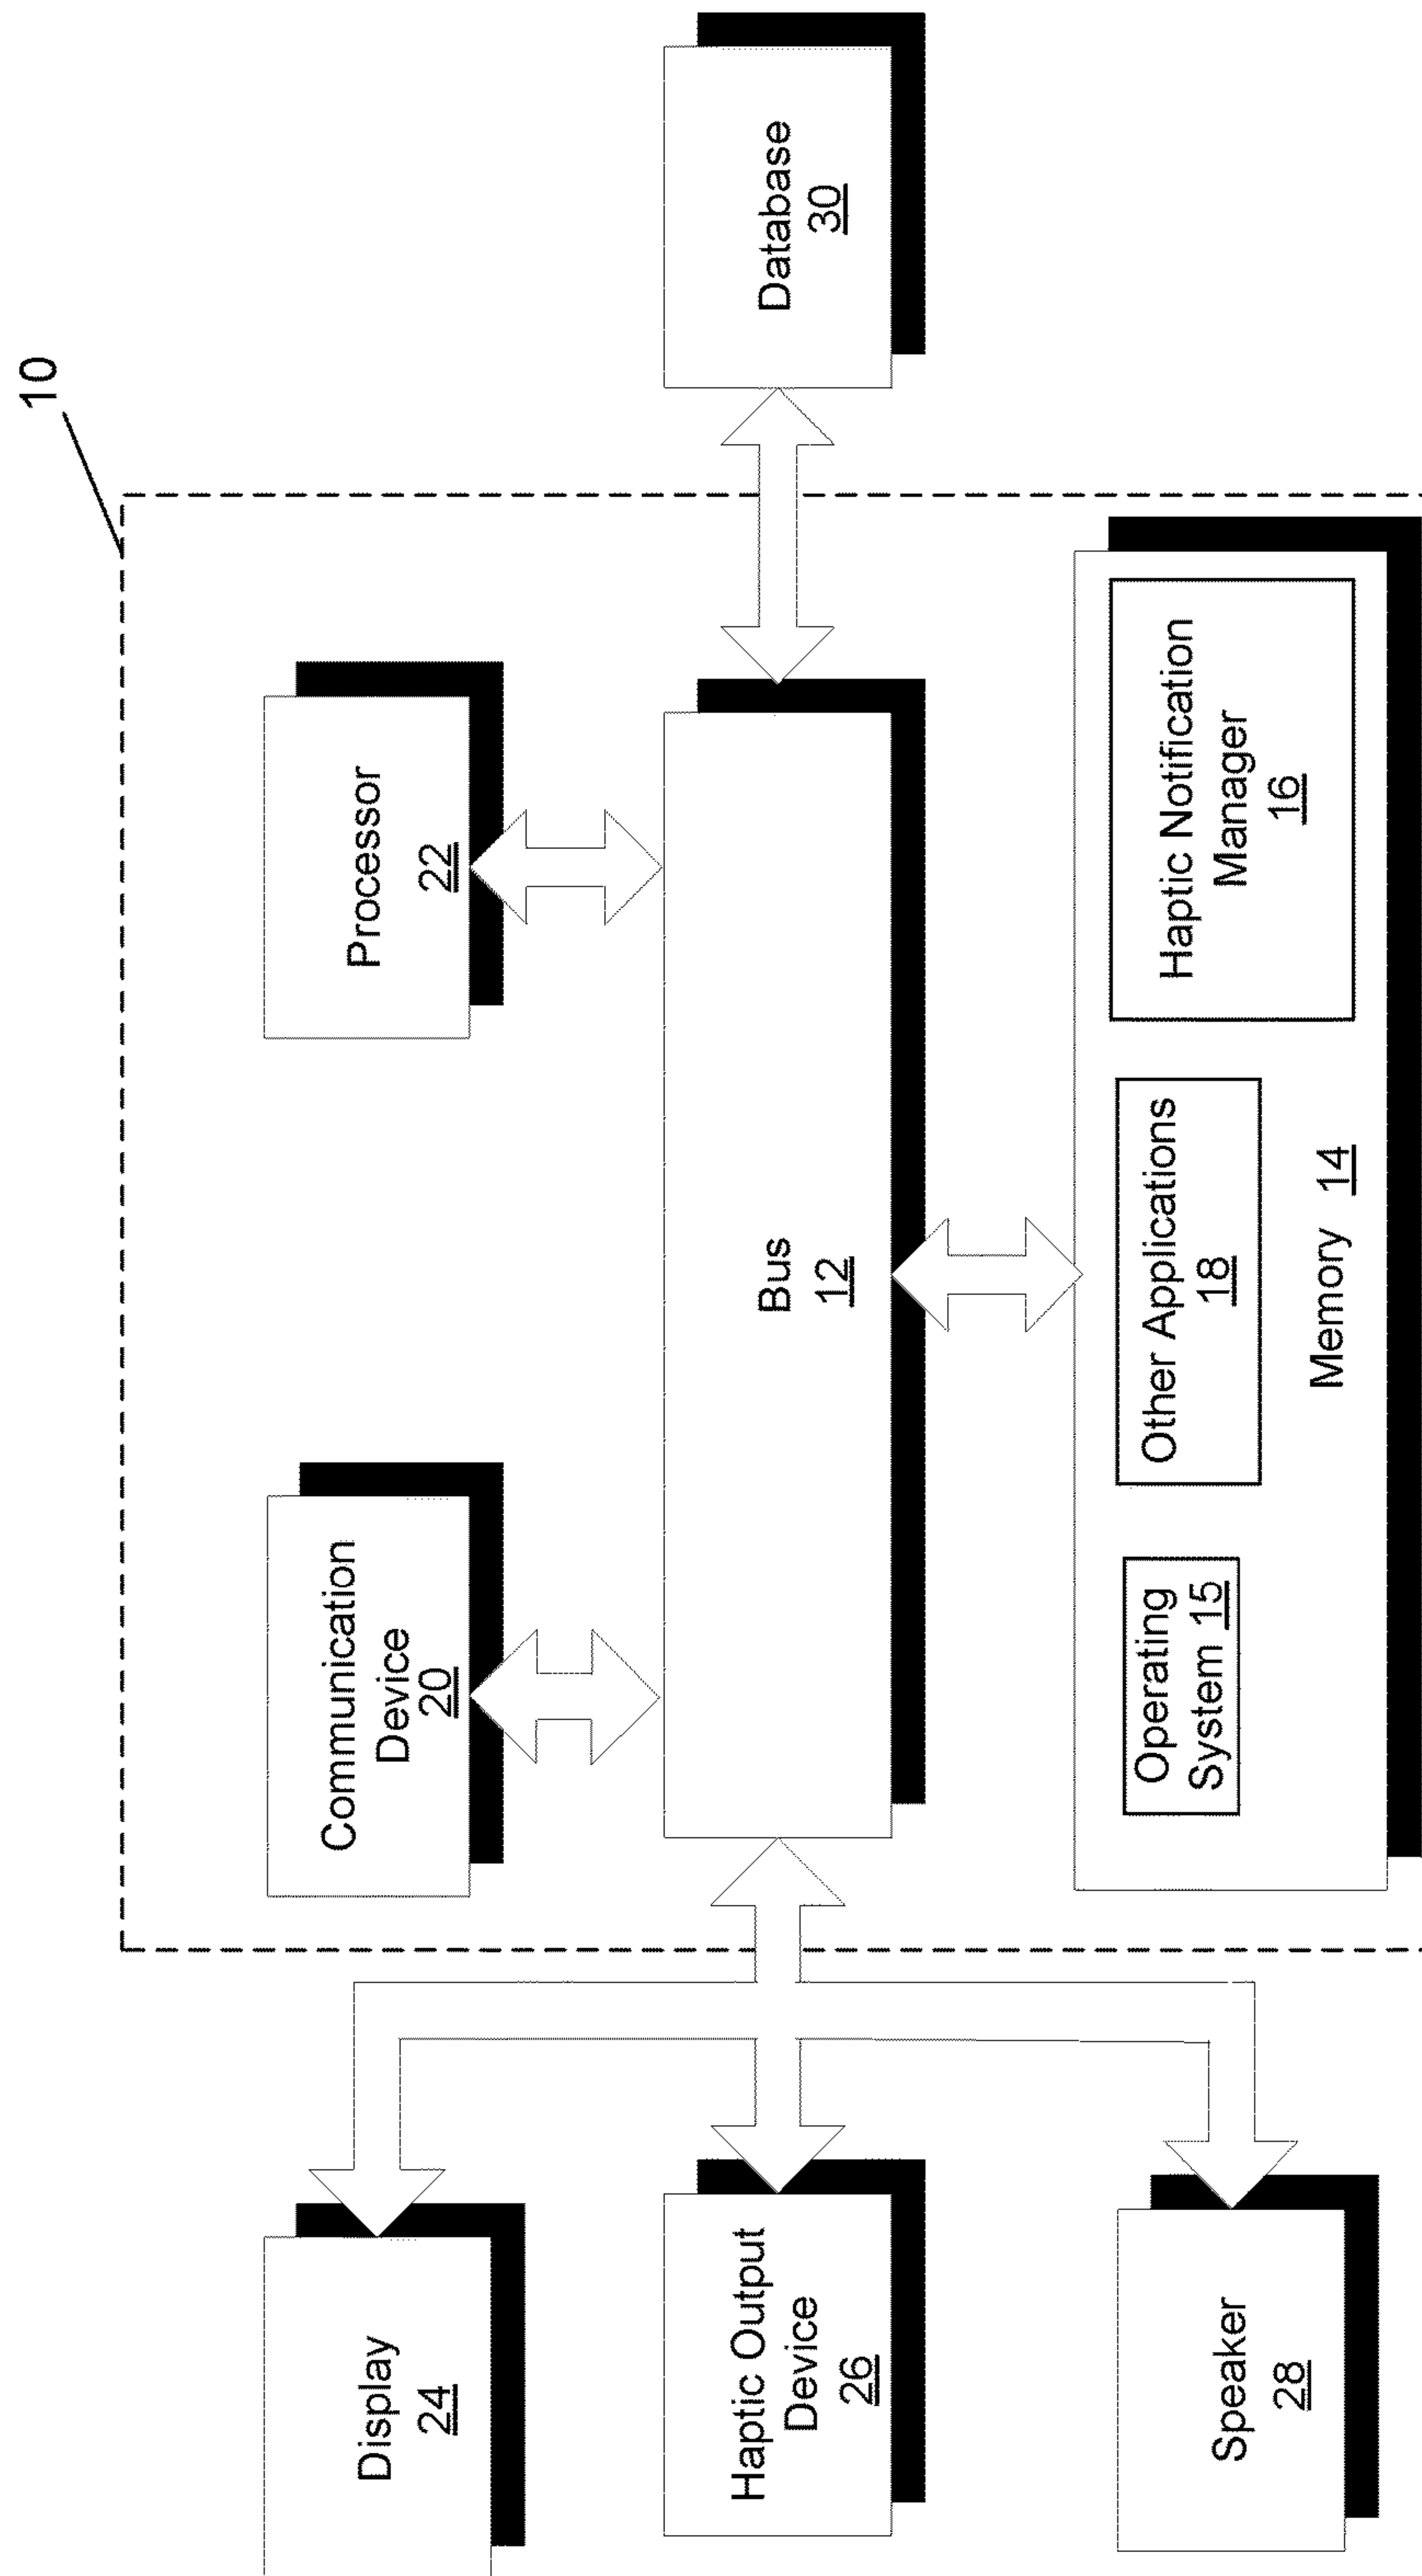 10
Communication
Device
20
Processor
22
Display
24
Haptic Output
Device
26
Speaker
28
Bus
12
Database
30
Operating
System 15
Other Applications
18
Haptic Notification
Manager
16
Memory 14